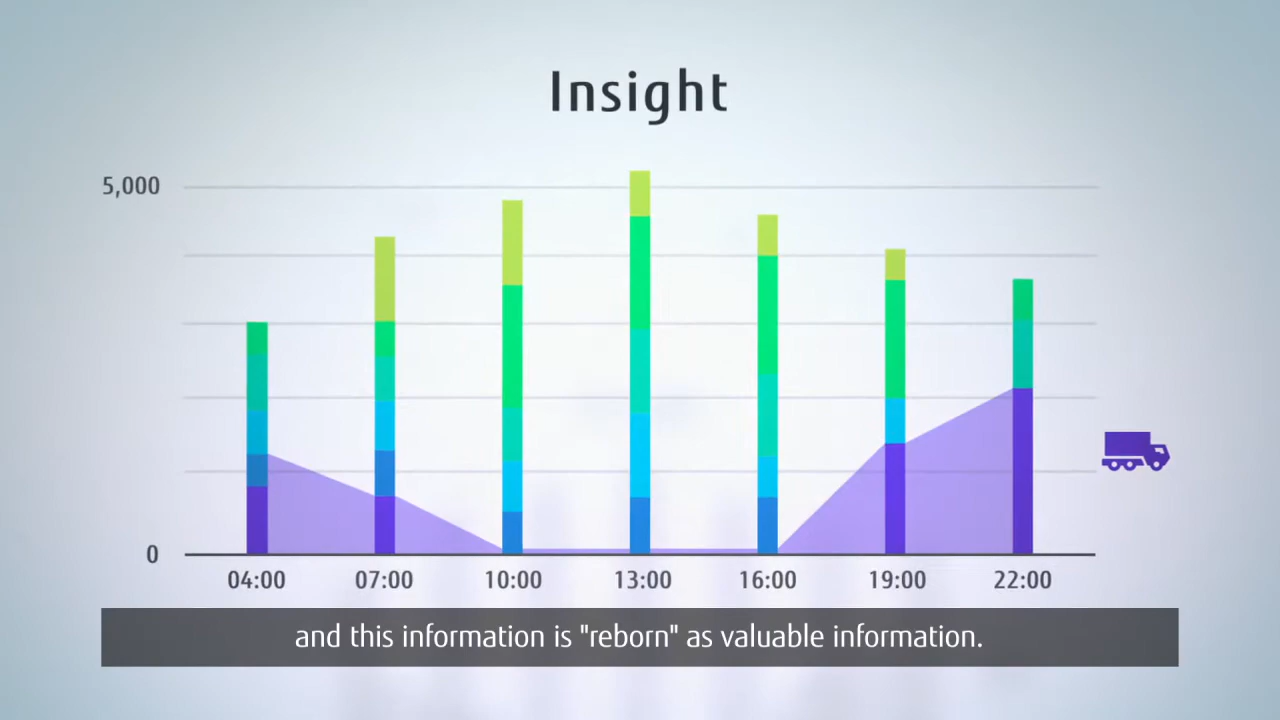 Insight
5,000
0
04:00 07:00 10:00 13:00 16:00 19:00 22:00
and this information is "reborn" as valuable information.